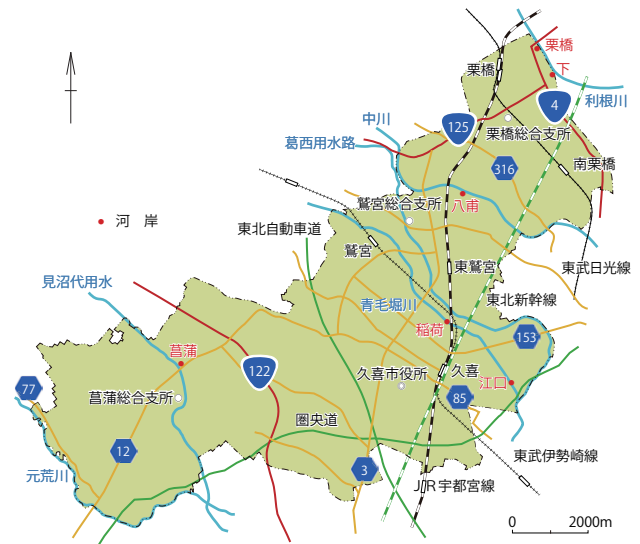 栗橋
栗橋
下
4
利根川
中川
125
栗橋総合支所
葛西用水路
316
南栗橋
鷲宮総合支所
八甫
河 岸
東北自動車道
鷲宮
東鷲宮
東武日光線
見沼代用水
青毛堀川
東北新幹線
稲荷
153
菖蒲
122
久喜市役所
久喜
江口
77
菖蒲総合支所
85
圏央道
12
東武伊勢崎線
元荒川
3
JR宇都宮線
0
2000m